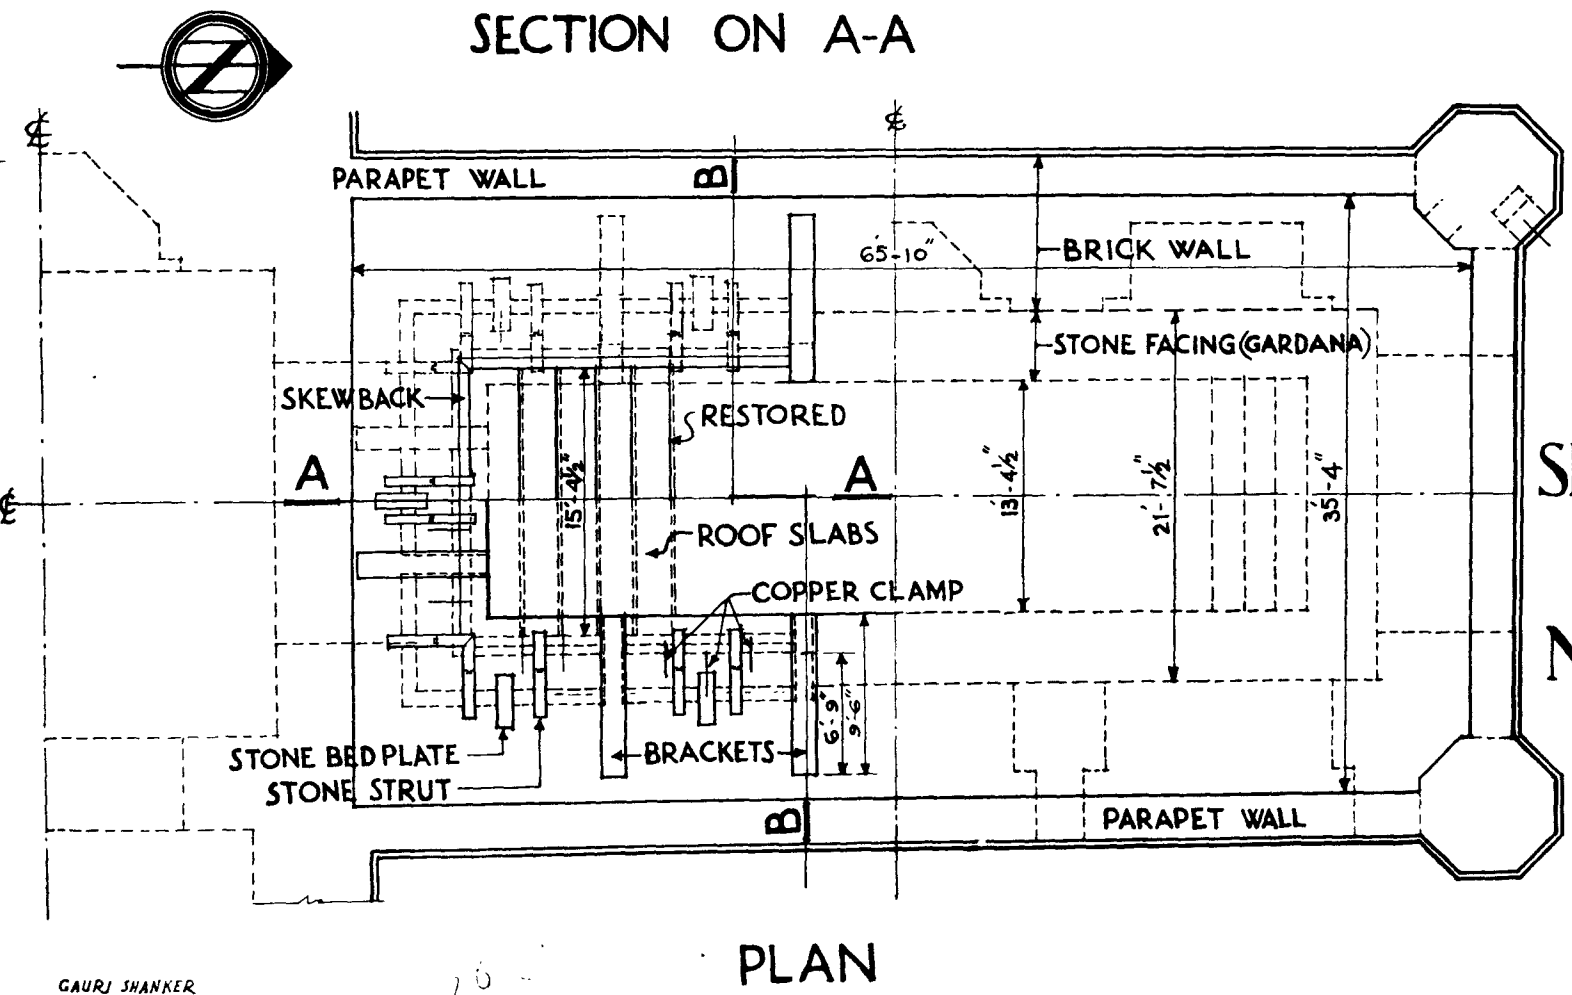 SECTION ON A-A
N
℄
℄
PARAPET WALL
B
65'-10"
BRICK WALL
STONE FACING (GARDANA)
SKEWBACK
RESTORED
A
A
15'-4½"
13'-4½"
21'-7½"
35'-4"
℄
ROOF SLABS
COPPER CLAMP
6'-9"
9'-6"
STONE BED PLATE
BRACKETS
STONE STRUT
B
PARAPET WALL
PLAN
GAURI SHANKER